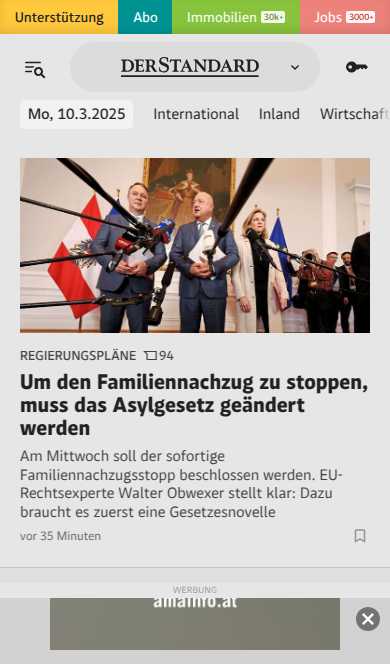 Unterstützung
Abo
Immobilien 30k+
Jobs 3000+
DERSTANDARD
Mo, 10.3.2025
International
Inland
Wirtschaft
REGIERUNGSPLÄNE 94
Um den Familiennachzug zu stoppen,
muss das Asylgesetz geändert
werden
Am Mittwoch soll der sofortige
Familiennachzugsstopp beschlossen werden. EU-
Rechtsexperte Walter Obwexer stellt klar: Dazu
braucht es zuerst eine Gesetzesnovelle
vor 35 Minuten
WERBUNG
amainfo.at